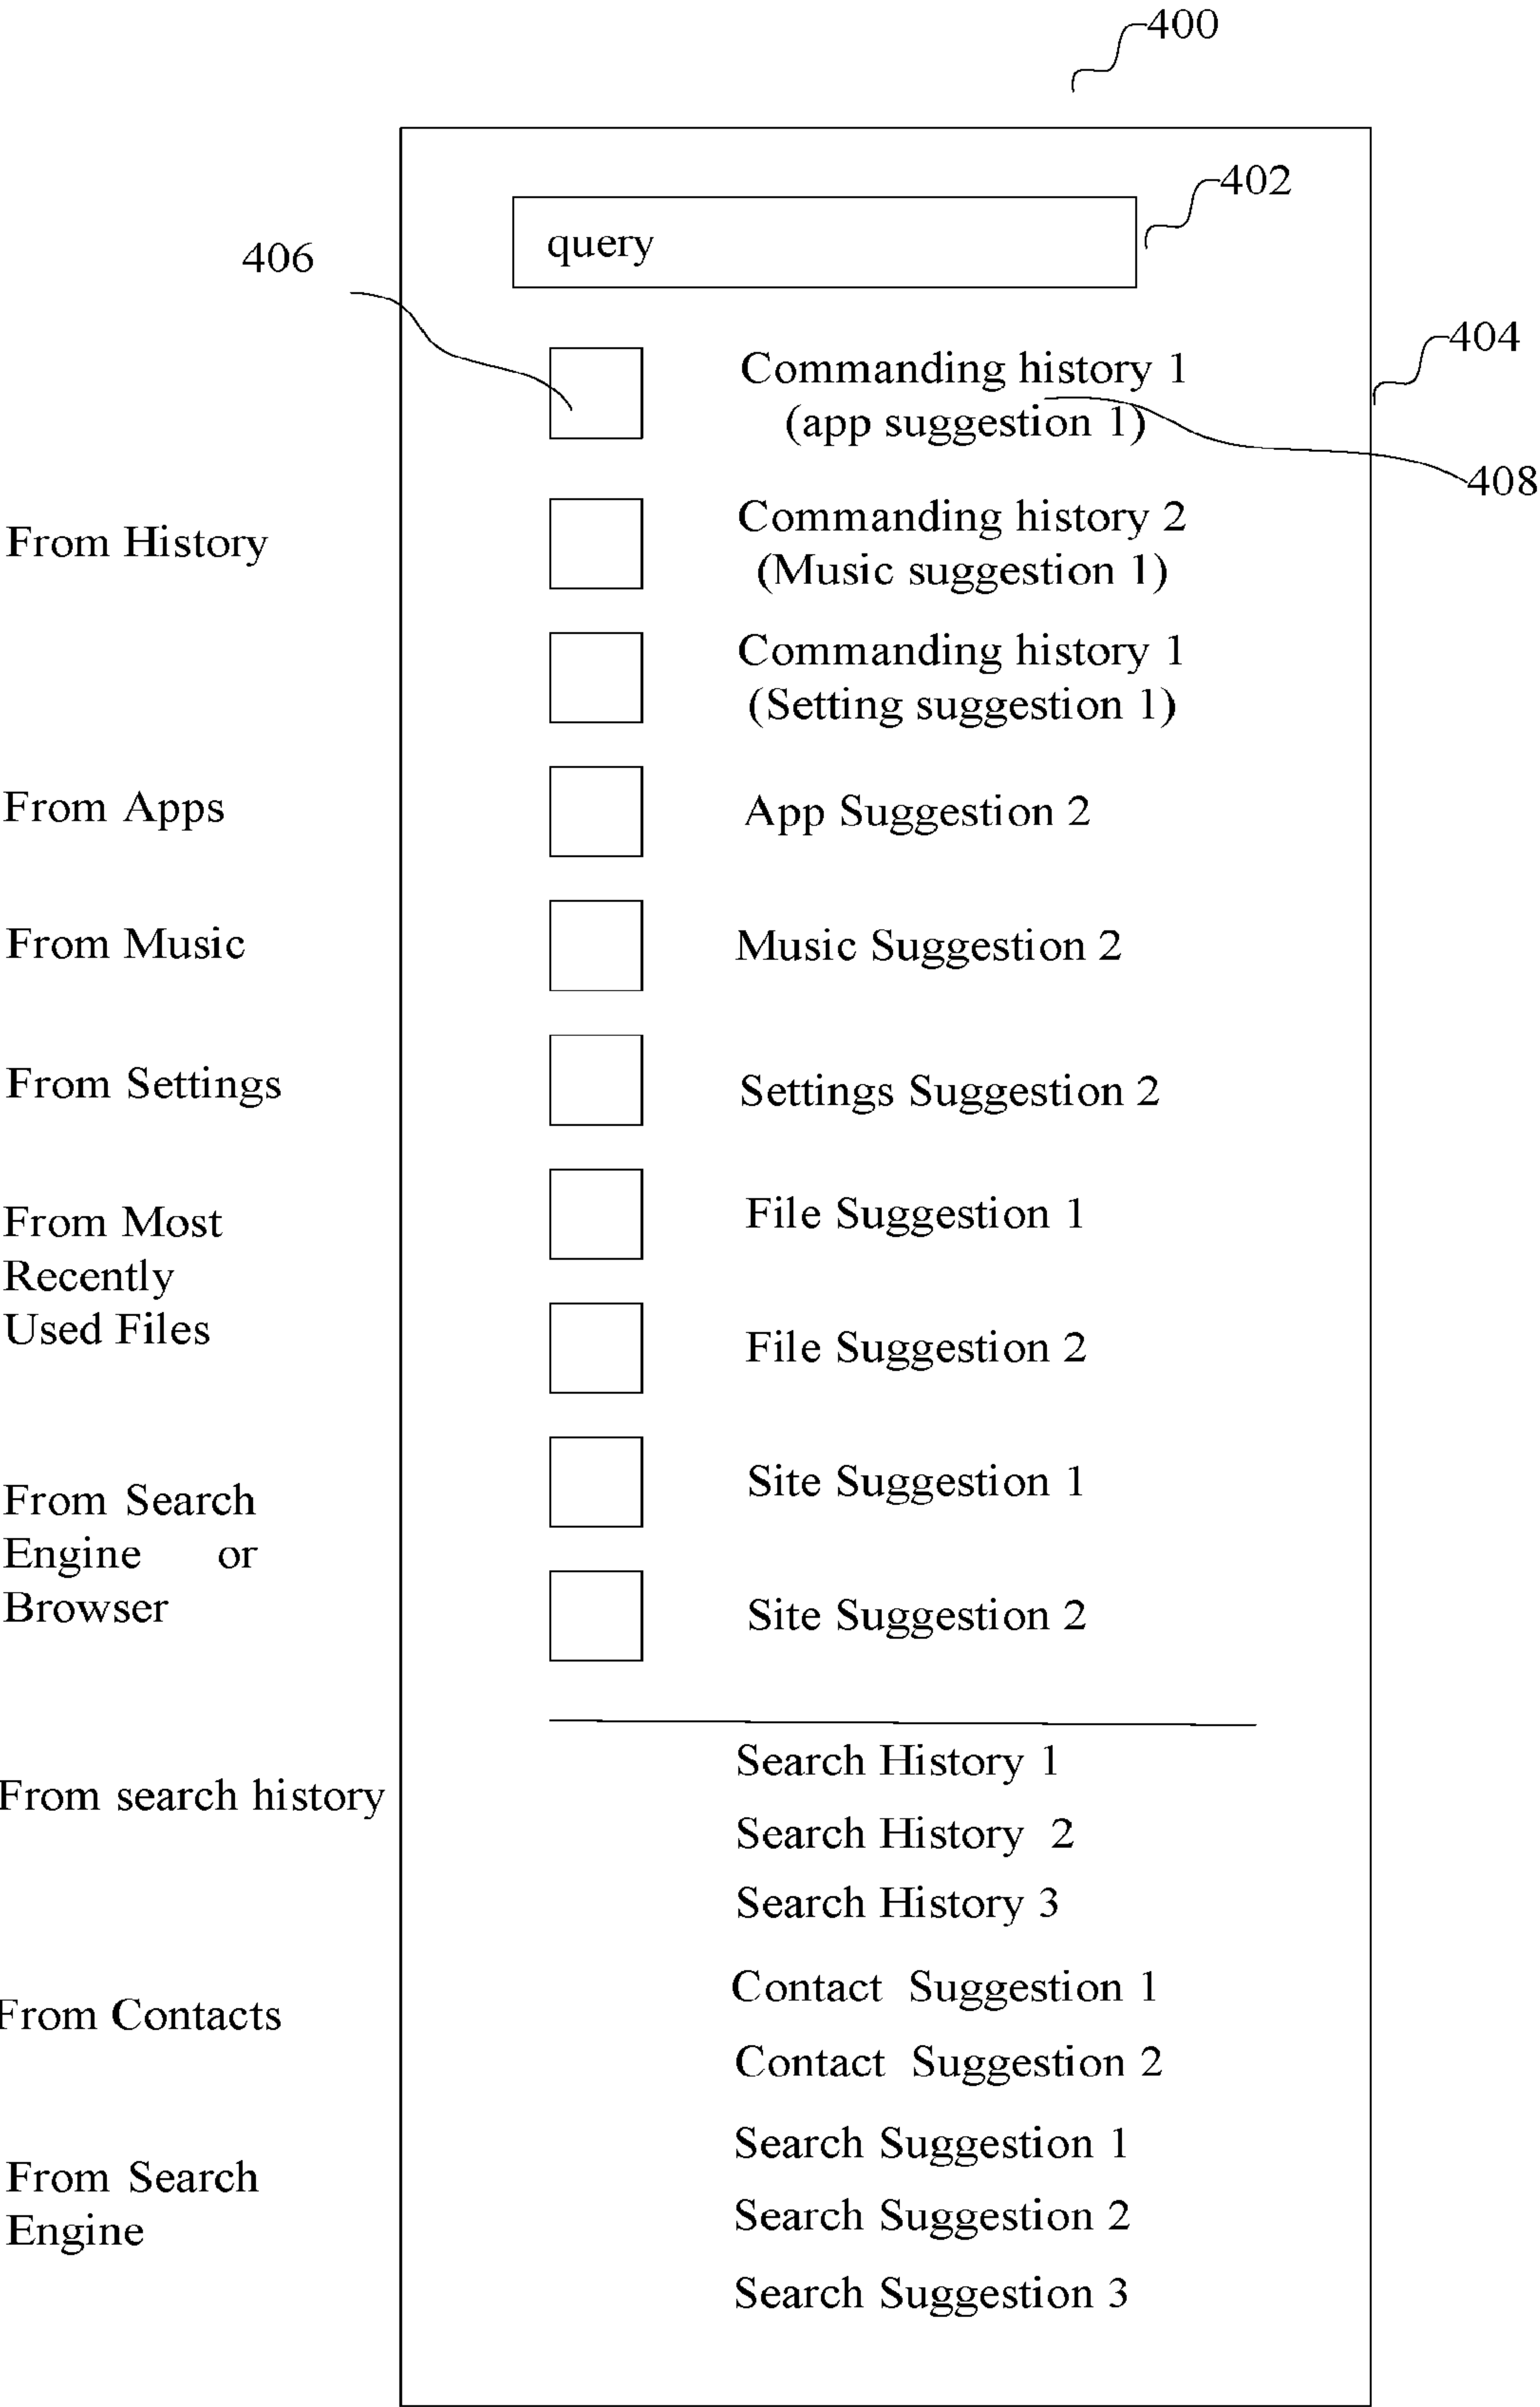 400
402
query
406
404
Commanding history 1
(app suggestion 1)
408
From History
Commanding history 2
(Music suggestion 1)
Commanding history 1
(Setting suggestion 1)
From Apps
App Suggestion 2
From Music
Music Suggestion 2
From Settings
Settings Suggestion 2
From Most
Recently
Used Files
File Suggestion 1
File Suggestion 2
From Search
Engine or
Browser
Site Suggestion 1
Site Suggestion 2
From search history
Search History 1
Search History 2
Search History 3
From Contacts
Contact Suggestion 1
Contact Suggestion 2
From Search
Engine
Search Suggestion 1
Search Suggestion 2
Search Suggestion 3